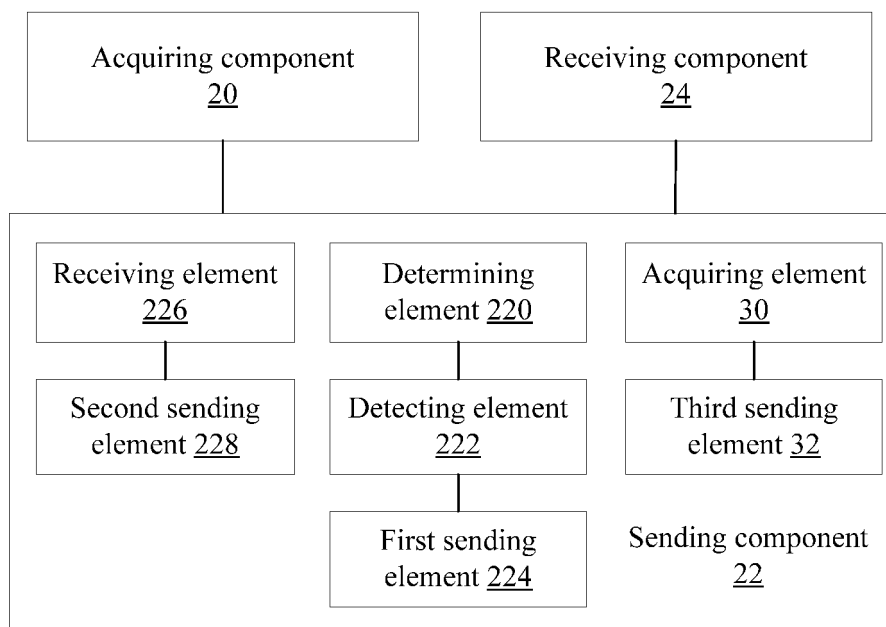 Acquiring component
20
Receiving component
24
Receiving element
226
Determining
element 220
Acquiring element
30
Second sending
element 228
Detecting element
222
Third sending
element 32
First sending
element 224
Sending component
22